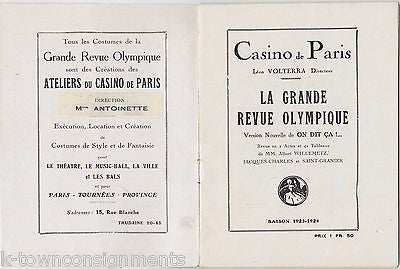 Tous les Costumes de la
Grande Revue Olympique
sont des Créations des
ATELIERS DU CASINO DE PARIS
DIRECTION :
Mme ANTOINETTE
Exécution, Location et Création
de
Costumes de Style et de Fantaisie
pour
LE THÉATRE, LE MUSIC-HALL, LA VILLE
et LES BALS
et pour
PARIS - TOURNÉES - PROVINCE
S'adresser : 15, Rue Blanche
TRUDAINE 20-65
Casino de Paris
Léon VOLTERRA Directeur
LA GRANDE
REVUE OLYMPIQUE
Version Nouvelle de ON DIT ÇA !...
Revue en 2 Actes et 41 Tableaux
de MM. Albert WILLEMETZ,
JACQUES-CHARLES et SAINT-GRANIER
SAISON 1923-1924
PRIX 1 FR. 50
k-townconsignments.com